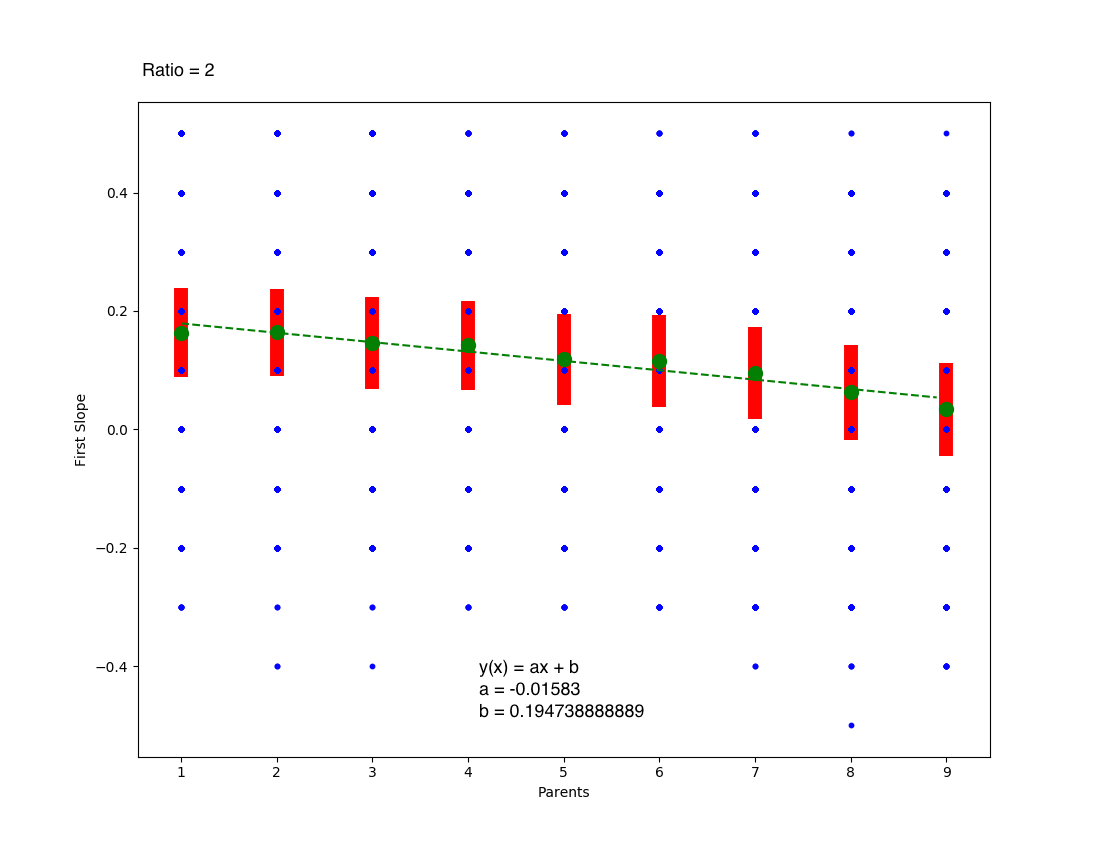 Ratio = 2
0.4
0.2
0.0
−0.2
−0.4
First Slope
y(x) = ax + b
a = -0.01583
b = 0.194738888889
1 2 3 4 5 6 7 8 9
Parents